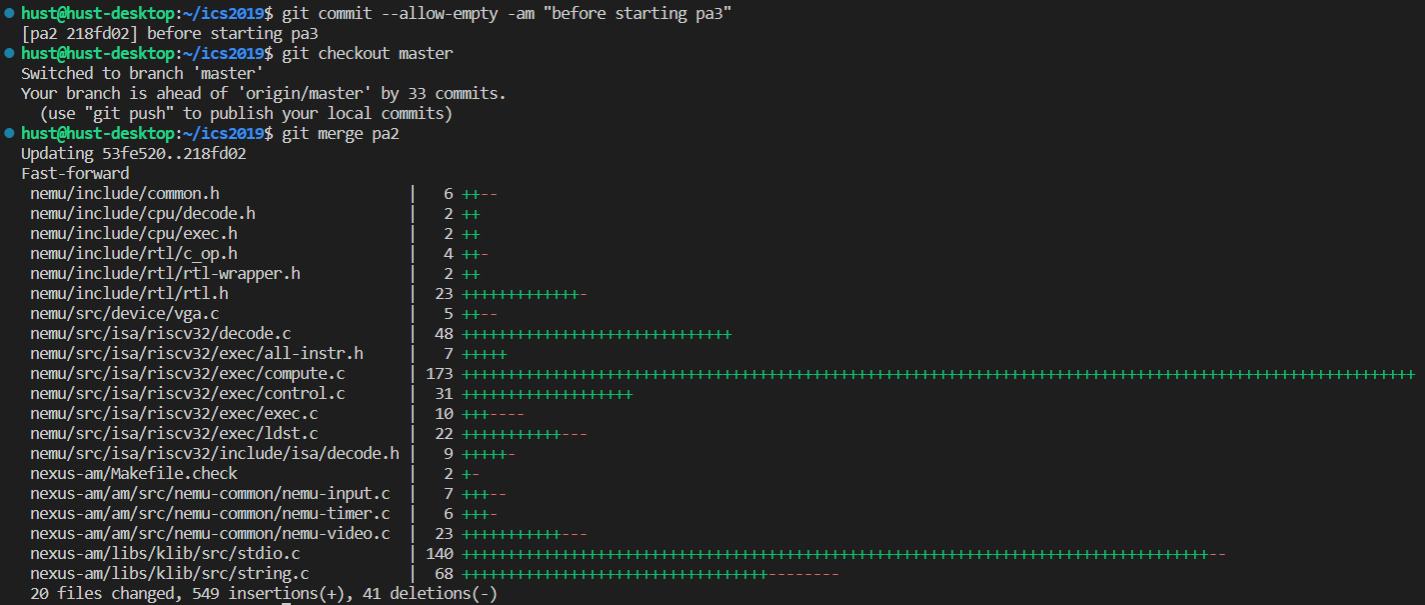 hust@hust-desktop:~/ics2019$ git commit --allow-empty -am "before starting pa3"
[pa2 218fd02] before starting pa3
hust@hust-desktop:~/ics2019$ git checkout master
Switched to branch 'master'
Your branch is ahead of 'origin/master' by 33 commits.
  (use "git push" to publish your local commits)
hust@hust-desktop:~/ics2019$ git merge pa2
Updating 53fe520..218fd02
Fast-forward
 nemu/include/common.h                     |   6 ++--
 nemu/include/cpu/decode.h                 |   2 ++
 nemu/include/cpu/exec.h                   |   2 ++
 nemu/include/rtl/c_op.h                   |   4 ++-
 nemu/include/rtl/rtl-wrapper.h            |   2 ++
 nemu/include/rtl/rtl.h                    |  23 +++++++++++++-
 nemu/src/device/vga.c                     |   5 ++--
 nemu/src/isa/riscv32/decode.c             |  48 ++++++++++++++++++++++++++++++
 nemu/src/isa/riscv32/exec/all-instr.h     |   7 +++++
 nemu/src/isa/riscv32/exec/compute.c       | 173 ++++++++++++++++++++++++++++++++++++++++++++++++++++++++++++++++++++++++++++++++++++++++++++++++++++++++++
 nemu/src/isa/riscv32/exec/control.c       |  31 +++++++++++++++++++
 nemu/src/isa/riscv32/exec/exec.c          |  10 +++----
 nemu/src/isa/riscv32/exec/ldst.c          |  22 +++++++++++---
 nemu/src/isa/riscv32/include/isa/decode.h |   9 +++++-
 nexus-am/Makefile.check                   |   2 +-
 nexus-am/am/src/nemu-common/nemu-input.c  |   7 +++--
 nexus-am/am/src/nemu-common/nemu-timer.c  |   6 +++-
 nexus-am/am/src/nemu-common/nemu-video.c  |  23 +++++++++++---
 nexus-am/libs/klib/src/stdio.c            | 140 +++++++++++++++++++++++++++++++++++++++++++++++++++++++++++++++++++++++++++++++++++--
 nexus-am/libs/klib/src/string.c           |  68 ++++++++++++++++++++++++++++++++++--------
 20 files changed, 549 insertions(+), 41 deletions(-)